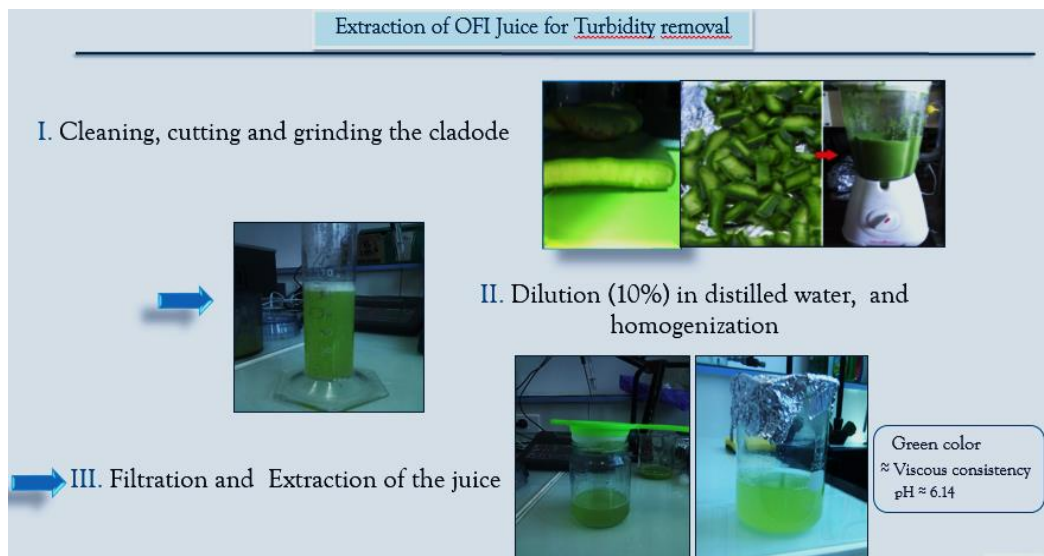 Extraction of OFI Juice for Turbidity removal
I. Cleaning, cutting and grinding the cladode
II. Dilution (10%) in distilled water, and
homogenization
III. Filtration and Extraction of the juice
Green color
≈ Viscous consistency
pH ≈ 6.14